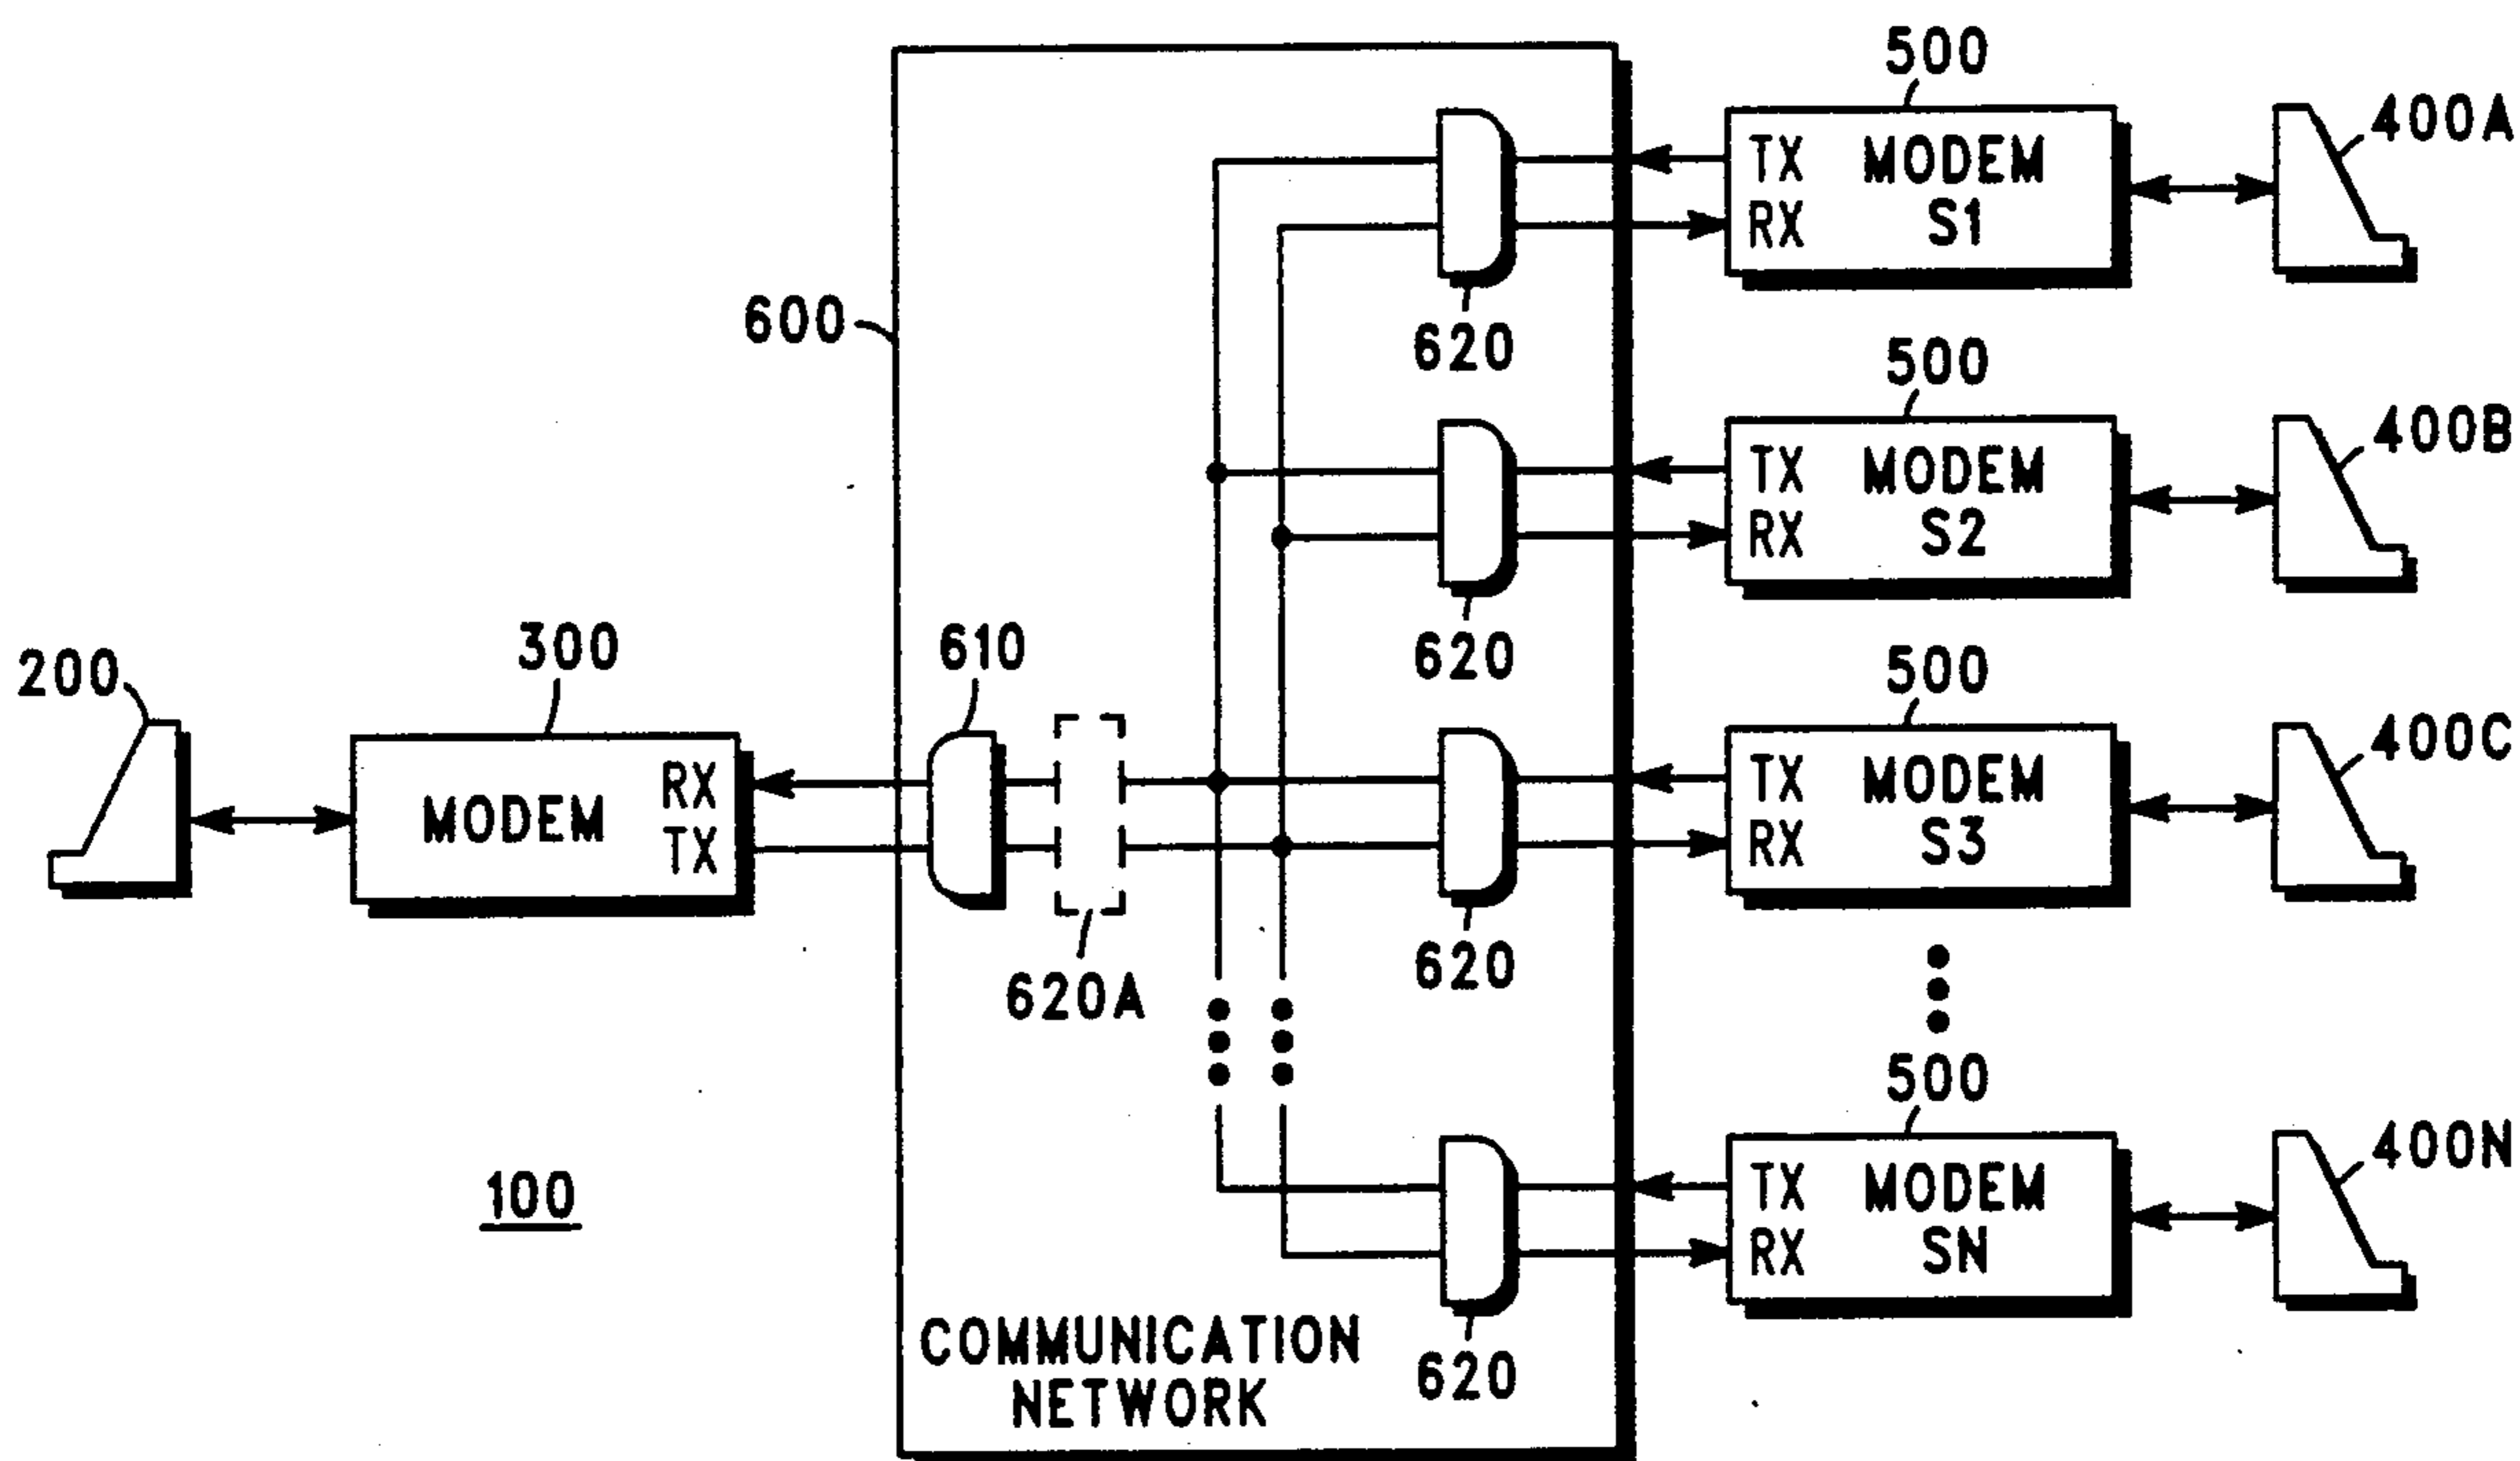 500
400A
TX MODEM
RX S1
600
620
500
400B
TX MODEM
RX S2
620
200
300
610
500
400C
RX
MODEM
TX
TX MODEM
RX S3
620A
620
500
400N
TX MODEM
RX SN
100
COMMUNICATION
NETWORK
620